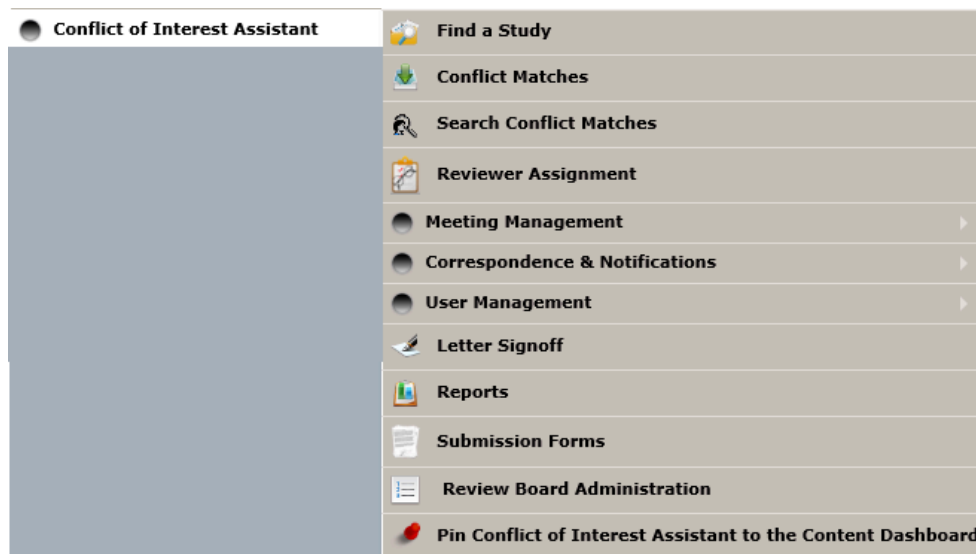 Conflict of Interest Assistant
Find a Study
Conflict Matches
Search Conflict Matches
Reviewer Assignment
Meeting Management
Correspondence & Notifications
User Management
Letter Signoff
Reports
Submission Forms
Review Board Administration
Pin Conflict of Interest Assistant to the Content Dashboard